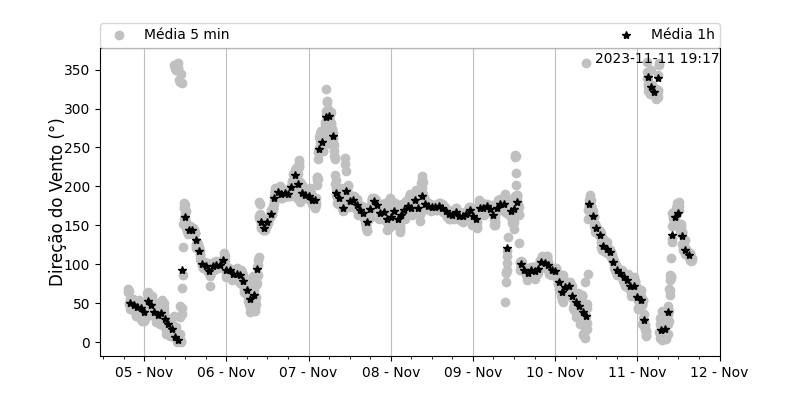 Média 5 min
Média 1h
2023-11-11 19:17
Direção do Vento (°)
350
300
250
200
150
100
50
0
05 - Nov
06 - Nov
07 - Nov
08 - Nov
09 - Nov
10 - Nov
11 - Nov
12 - Nov